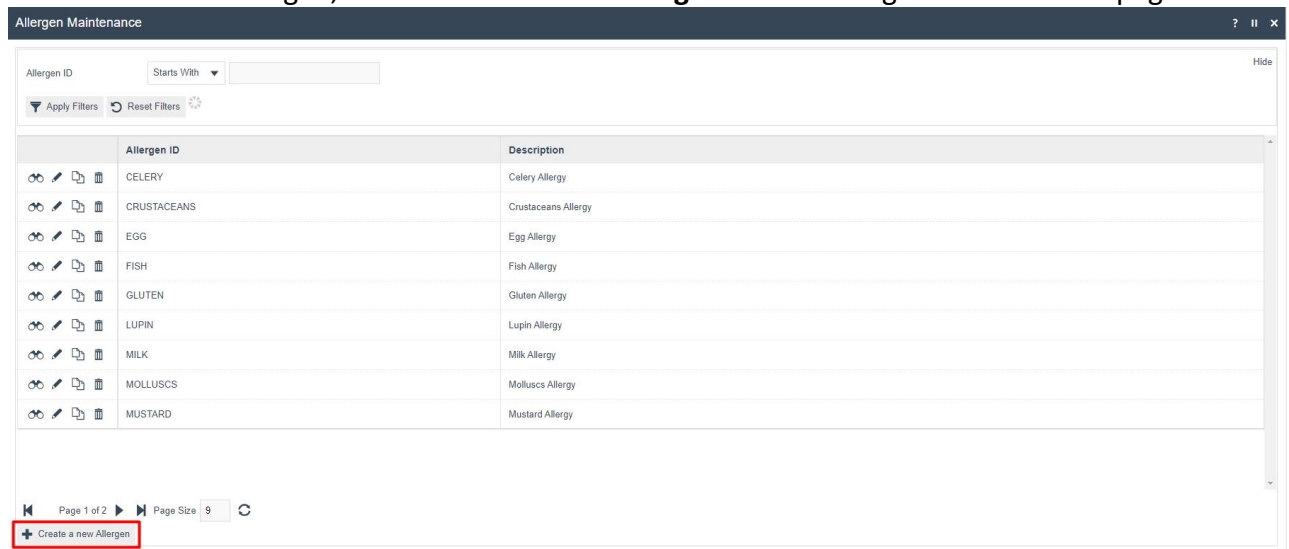 Allergen Maintenance ? II ×
Allergen ID Starts With Hide
Apply Filters Reset Filters
Allergen ID Description
CELERY Celery Allergy
CRUSTACEANS Crustaceans Allergy
EGG Egg Allergy
FISH Fish Allergy
GLUTEN Gluten Allergy
LUPIN Lupin Allergy
MILK Milk Allergy
MOLLUSCS Molluscs Allergy
MUSTARD Mustard Allergy
Page 1 of 2 Page Size 9
+ Create a new Allergen